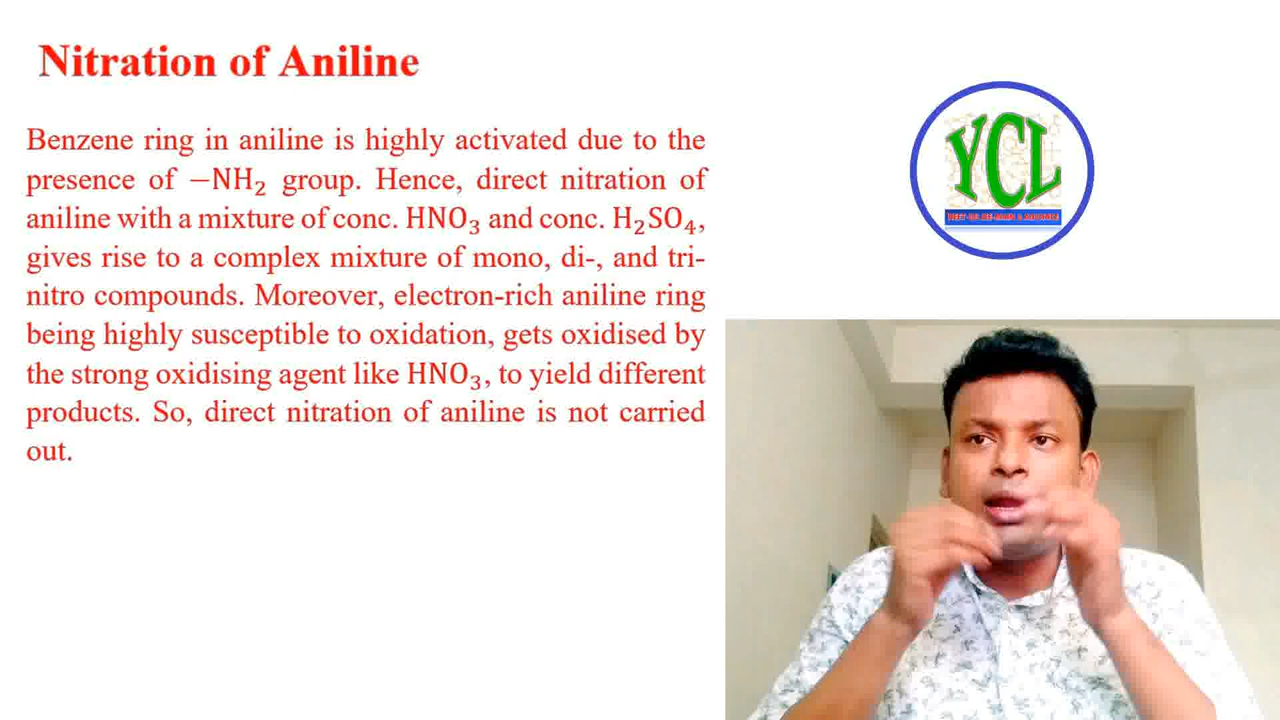 Nitration of Aniline
Benzene ring in aniline is highly activated due to the
presence of −NH₂ group. Hence, direct nitration of
aniline with a mixture of conc. HNO₃ and conc. H₂SO₄,
gives rise to a complex mixture of mono, di-, and tri-
nitro compounds. Moreover, electron-rich aniline ring
being highly susceptible to oxidation, gets oxidised by
the strong oxidising agent like HNO₃, to yield different
products. So, direct nitration of aniline is not carried
out.
YCL